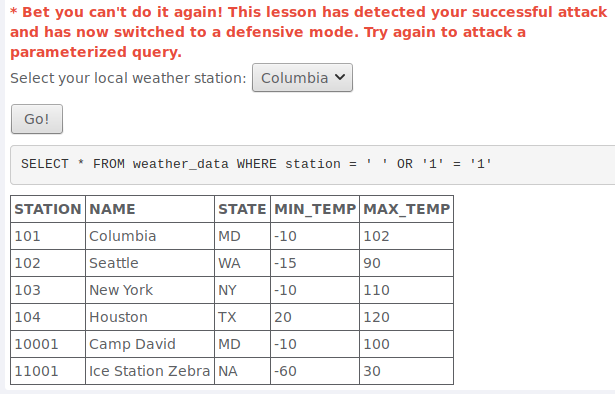 * Bet you can't do it again! This lesson has detected your successful attack
and has now switched to a defensive mode. Try again to attack a
parameterized query.
Select your local weather station: Columbia
Go!
SELECT * FROM weather_data WHERE station = ' ' OR '1' = '1'
STATION NAME STATE MIN_TEMP MAX_TEMP
101 Columbia MD -10 102
102 Seattle WA -15 90
103 New York NY -10 110
104 Houston TX 20 120
10001 Camp David MD -10 100
11001 Ice Station Zebra NA -60 30